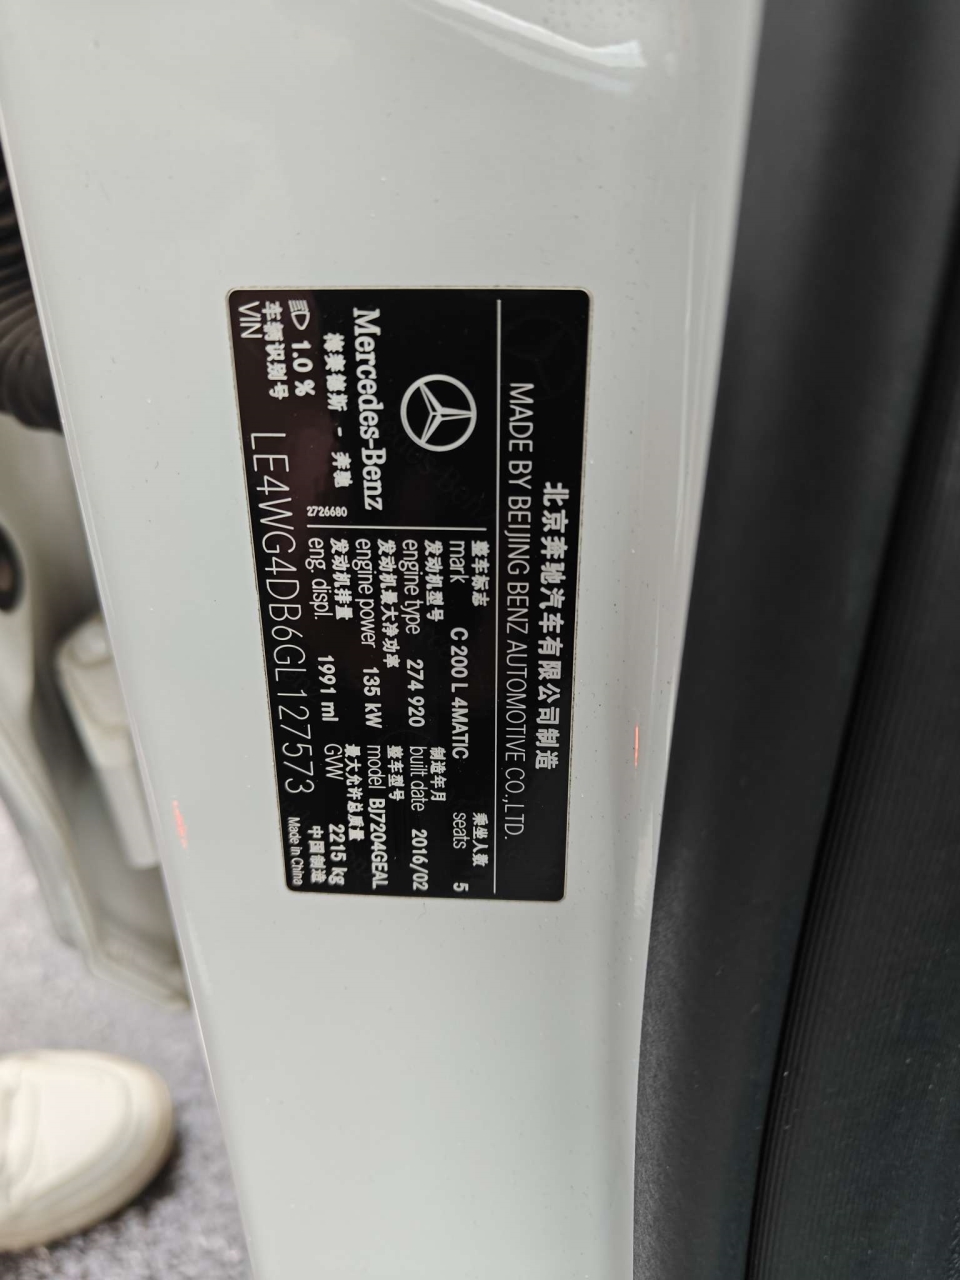 北京奔驰汽车有限公司制造
MADE BY BEIJING BENZ AUTOMOTIVE CO.,LTD.
Mercedes-Benz
梅赛德斯 - 奔驰
2726680
1.0 %
整车标志
mark C 200 L 4MATIC
乘坐人数
seats 5
发动机型号
engine type 274 920
制造年月
built date 2016/02
发动机最大净功率
engine power 135 kW
整车型号
model BJ7204GEAL
发动机排量
eng. displ. 1991 ml
最大允许总质量
GVW 2215 kg
车辆识别号
VIN LE4WG4DB6GL127573
中国制造
Made in China